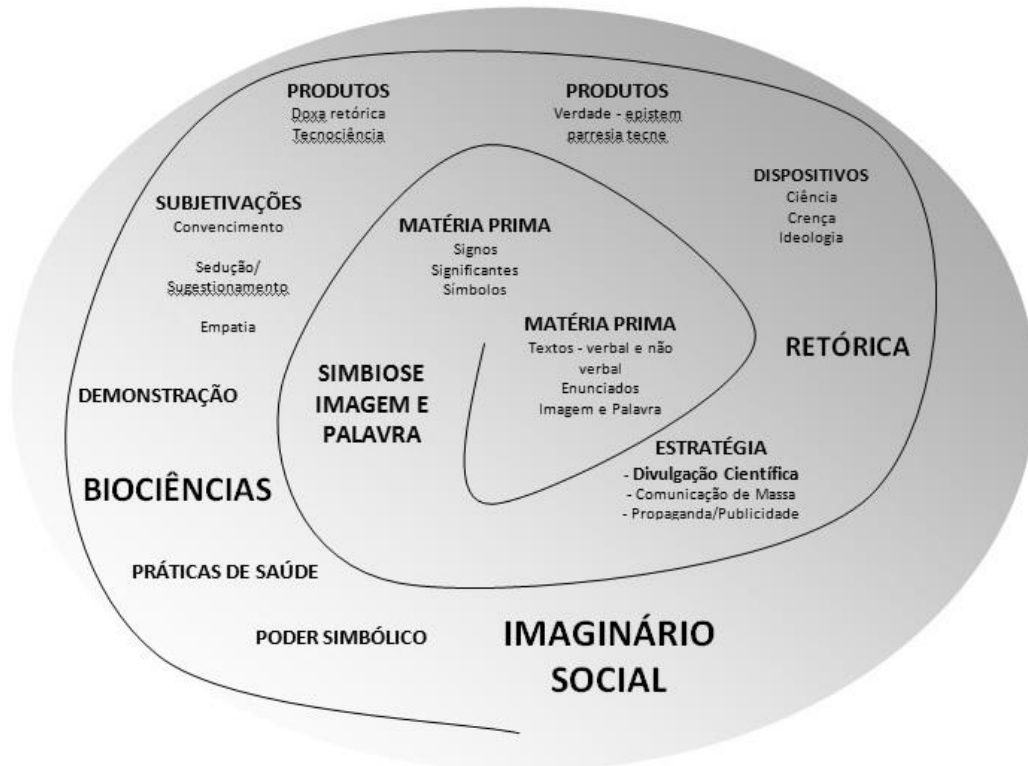 PRODUTOS
Doxa retórica
Tecnociência
PRODUTOS
Verdade - epistem
parresia tecne
DISPOSITIVOS
Ciência
Crença
Ideologia
SUBJETIVAÇÕES
Convencimento
Sedução/
Sugestionamento
Empatia
MATÉRIA PRIMA
Signos
Significantes
Símbolos
MATÉRIA PRIMA
Textos - verbal e não
verbal
Enunciados
Imagem e Palavra
RETÓRICA
SIMBIOSE
IMAGEM E
PALAVRA
DEMONSTRAÇÃO
ESTRATÉGIA
- Divulgação Científica
- Comunicação de Massa
- Propaganda/Publicidade
BIOCIÊNCIAS
PRÁTICAS DE SAÚDE
PODER SIMBÓLICO
IMAGINÁRIO
SOCIAL